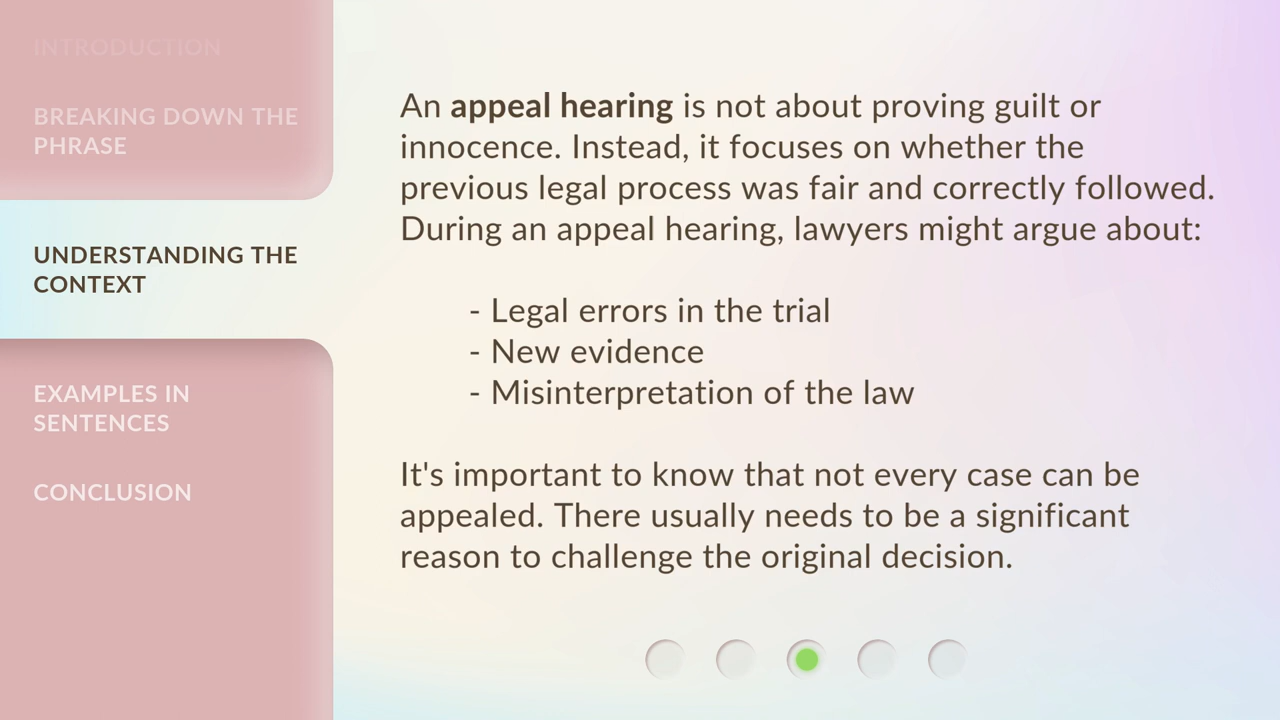 INTRODUCTION
BREAKING DOWN THE
PHRASE
UNDERSTANDING THE
CONTEXT
EXAMPLES IN
SENTENCES
CONCLUSION
An appeal hearing is not about proving guilt or
innocence. Instead, it focuses on whether the
previous legal process was fair and correctly followed.
During an appeal hearing, lawyers might argue about:
- Legal errors in the trial
- New evidence
- Misinterpretation of the law
It's important to know that not every case can be
appealed. There usually needs to be a significant
reason to challenge the original decision.